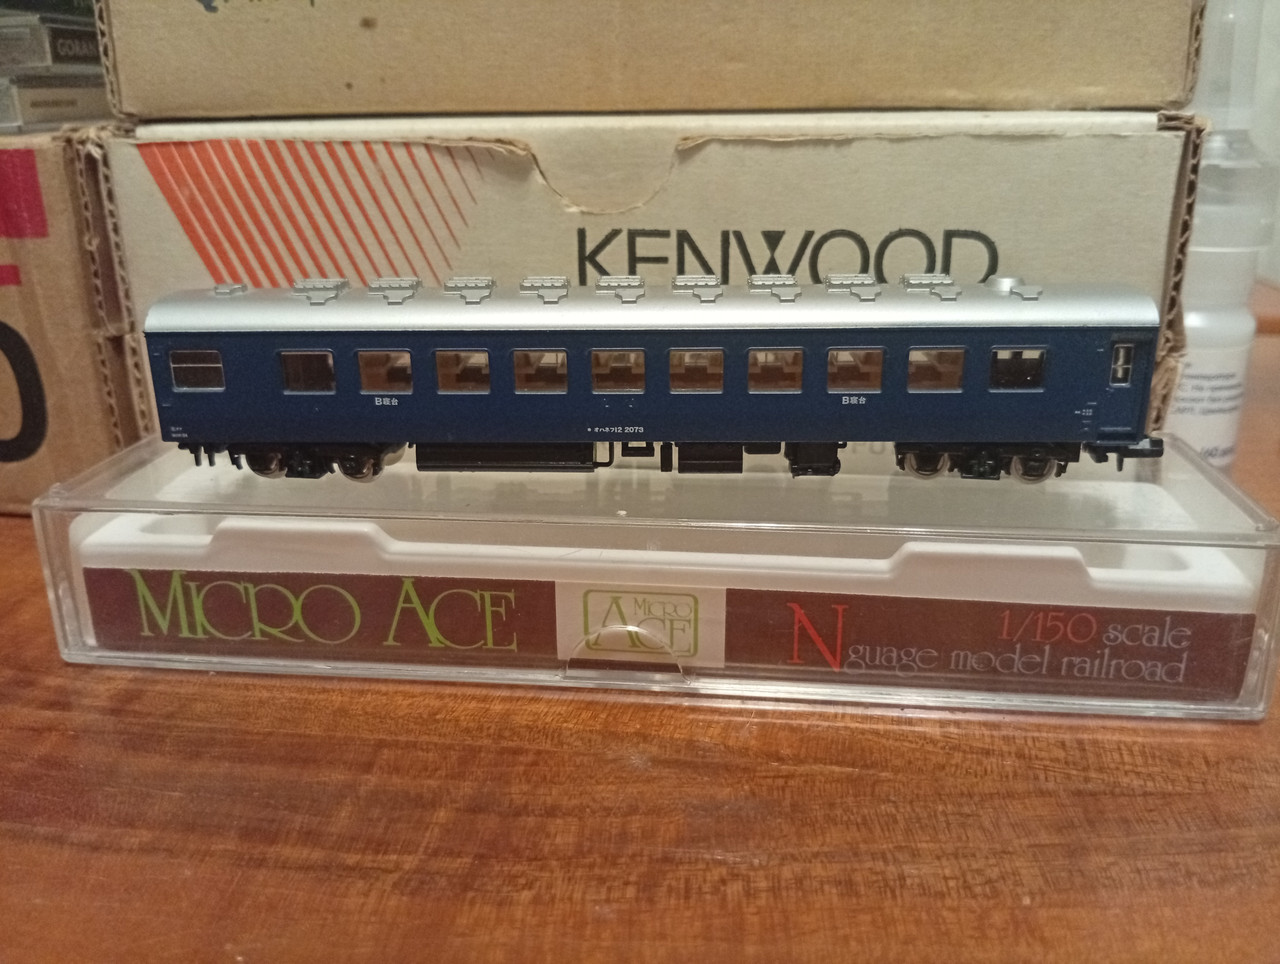 GORAN
KENWOOD
B寝台
B寝台
オハネフ12 2073
MICRO ACE
MICRO
ACE
N guage model railroad
1/150 scale